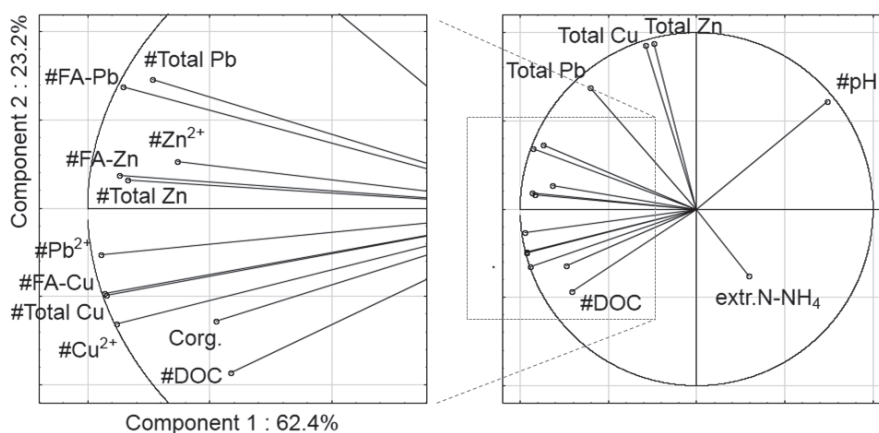 Component 2 : 23.2%
#Total Pb
#FA-Pb
#Zn²⁺
#FA-Zn
#Total Zn
#Pb²⁺
#FA-Cu
#Total Cu
#Cu²⁺
Corg.
#DOC
Component 1 : 62.4%
Total Zn
Total Cu
Total Pb
#pH
#DOC
extr.N-NH₄